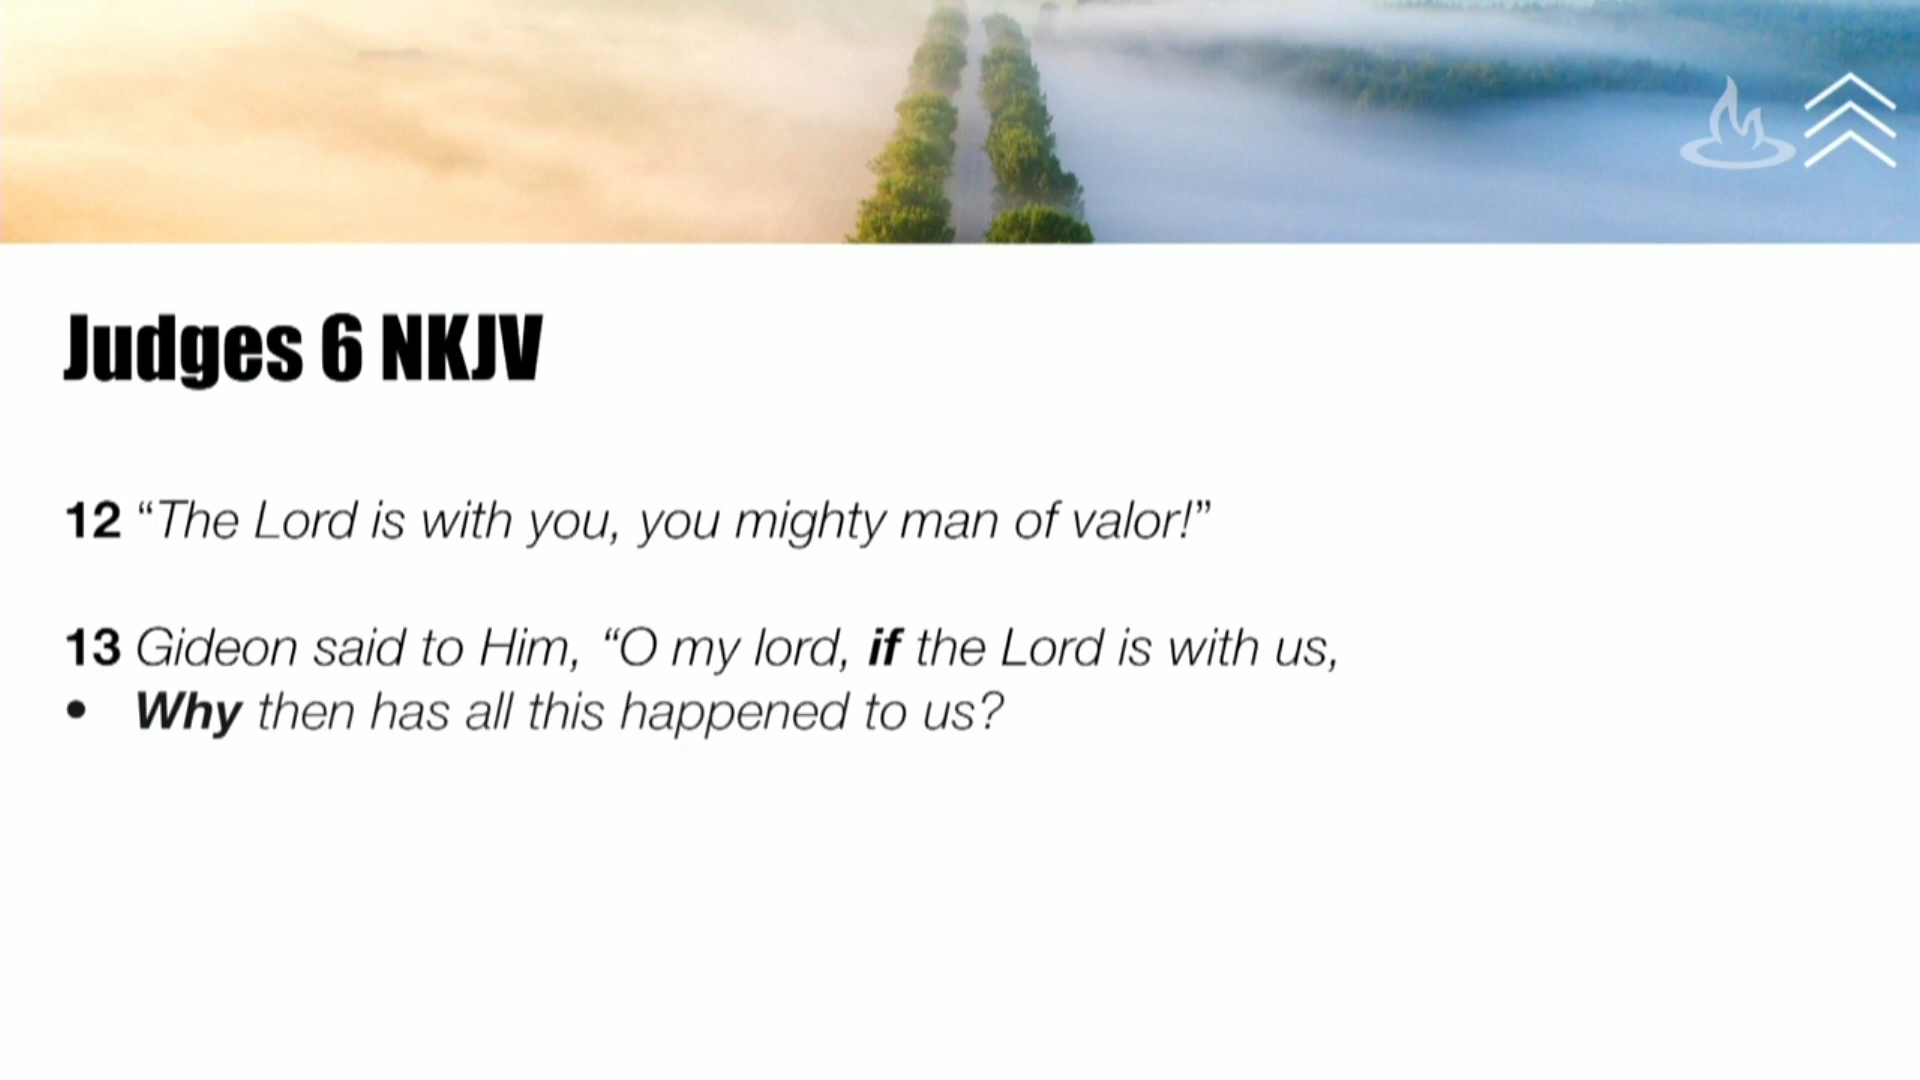 Judges 6 NKJV
12 “The Lord is with you, you mighty man of valor!”
13 Gideon said to Him, “O my lord, if the Lord is with us,
• Why then has all this happened to us?